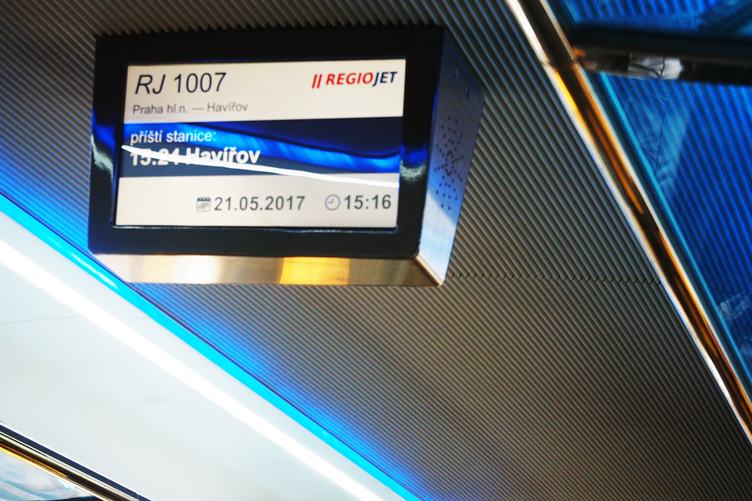 RJ 1007
REGIOJET
Praha hl.n. — Havířov
příští stanice:
15:24 Havířov
21.05.2017 15:16